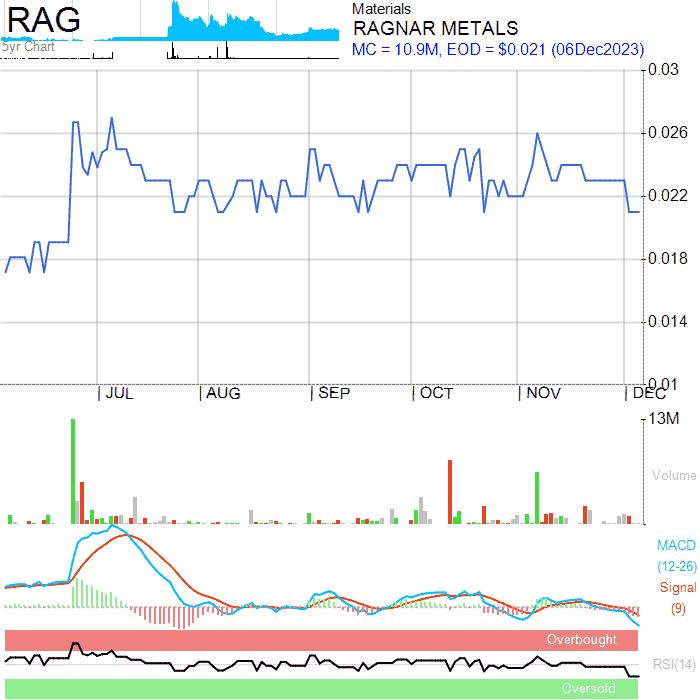 RAG
5yr Chart
Materials
RAGNAR METALS
MC = 10.9M, EOD = $0.021 (06Dec2023)
0.03
0.026
0.022
0.018
0.014
0.01
JUL AUG SEP OCT NOV DEC
13M
Volume
MACD
(12-26)
Signal
(9)
Overbought
RSI(14)
Oversold